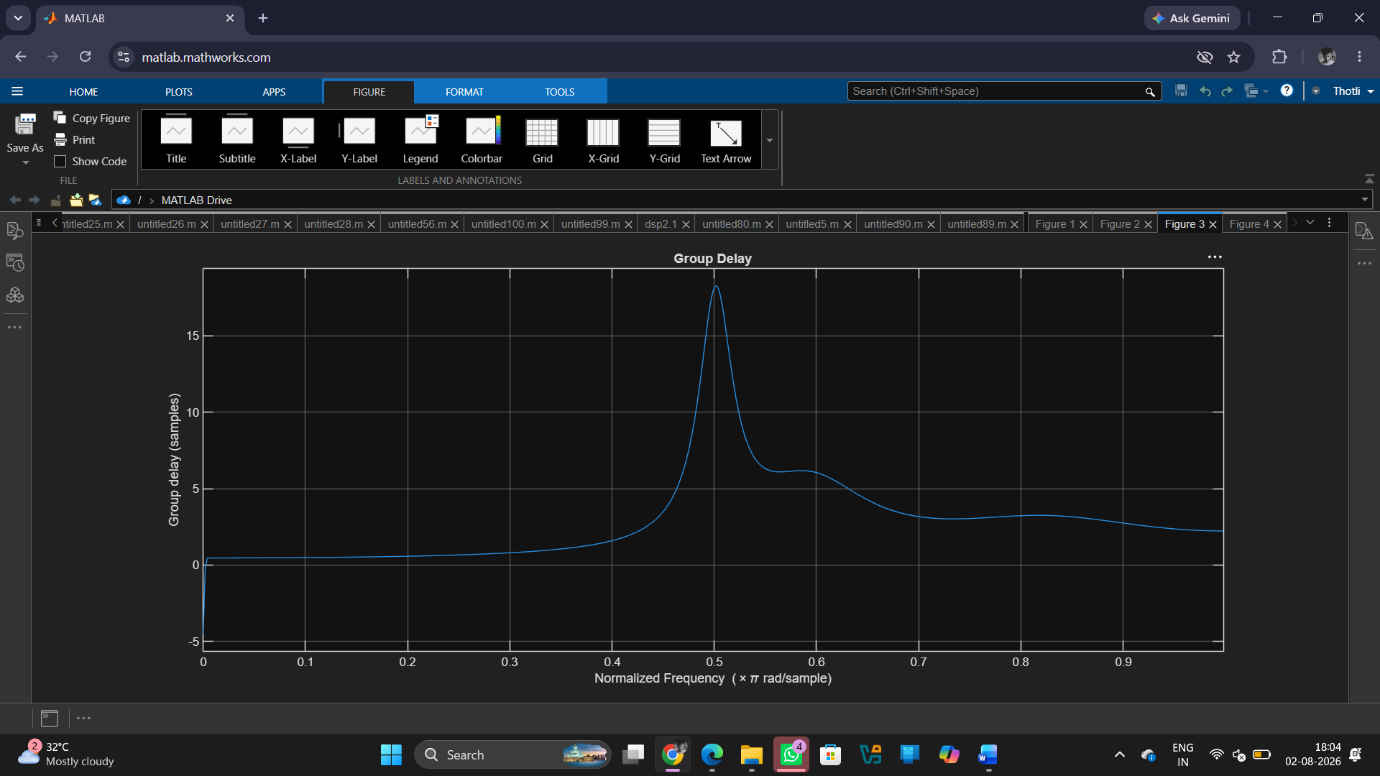 MATLAB
Ask Gemini
matlab.mathworks.com
HOME PLOTS APPS FIGURE FORMAT TOOLS
Search (Ctrl+Shift+Space)
Thotli
Save As
Copy Figure
Print
Show Code
FILE
Title Subtitle X-Label Y-Label Legend Colorbar Grid X-Grid Y-Grid Text Arrow
LABELS AND ANNOTATIONS
/ > MATLAB Drive
ntitled25.m untitled26.m untitled27.m untitled28.m untitled56.m untitled100.m untitled99.m dsp2.1 untitled80.m untitled5.m untitled90.m untitled89.m Figure 1 Figure 2 Figure 3 Figure 4
Group Delay
Group delay (samples)
15
10
5
0
-5
0 0.1 0.2 0.3 0.4 0.5 0.6 0.7 0.8 0.9
Normalized Frequency (× π rad/sample)
2
32°C
Mostly cloudy
Search
4
ENG
IN
18:04
02-08-2026